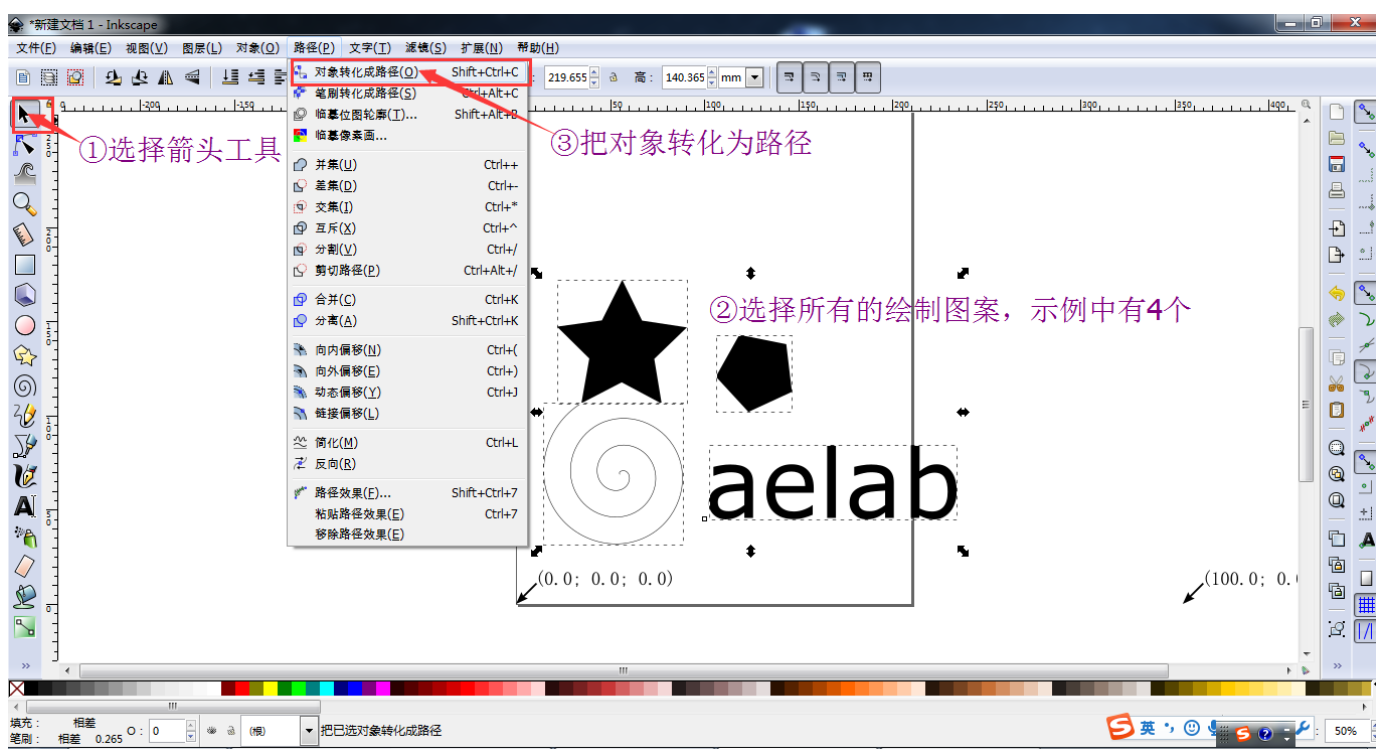 *新建文档 1 - Inkscape
文件(F) 编辑(E) 视图(V) 图层(L) 对象(O) 路径(P) 文字(T) 滤镜(S) 扩展(N) 帮助(H)
: 219.655 高: 140.365 mm
对象转化成路径(O) Shift+Ctrl+C
笔刷转化成路径(S) Ctrl+Alt+C
临摹位图轮廓(T)... Shift+Alt+B
临摹像素画...
并集(U) Ctrl++
差集(D) Ctrl+-
交集(I) Ctrl+*
互斥(X) Ctrl+^
分割(V) Ctrl+/
剪切路径(P) Ctrl+Alt+/
合并(C) Ctrl+K
分离(A) Shift+Ctrl+K
向内偏移(N) Ctrl+(
向外偏移(E) Ctrl+)
动态偏移(Y) Ctrl+J
链接偏移(L)
简化(M) Ctrl+L
反向(R)
路径效果(F)... Shift+Ctrl+7
粘贴路径效果(E) Ctrl+7
移除路径效果(E)
①选择箭头工具
③把对象转化为路径
②选择所有的绘制图案，示例中有4个
aelab
(0.0; 0.0; 0.0)
(100.0; 0.
填充: 相差
笔刷: 相差 0.265
O: 0
(根)
把已选对象转化成路径
英
50%